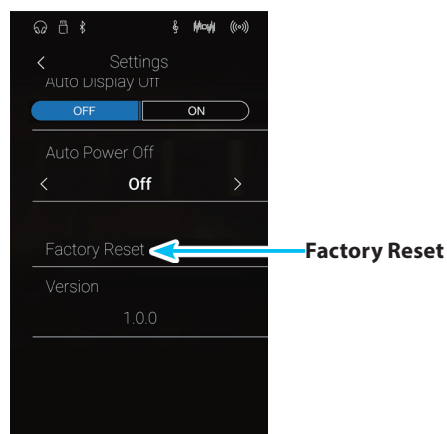 Settings
Auto Display Off
OFF ON
Auto Power Off
< Off >
Factory Reset
Factory Reset
Version
1.0.0